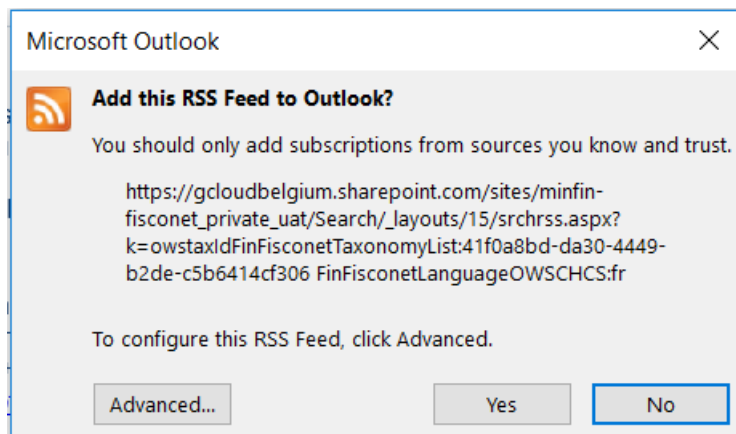 Microsoft Outlook
Add this RSS Feed to Outlook?
You should only add subscriptions from sources you know and trust.
https://gcloudbelgium.sharepoint.com/sites/minfin-
fisconet_private_uat/Search/_layouts/15/srchrss.aspx?
k=owstaxIdFinFisconetTaxonomyList:41f0a8bd-da30-4449-
b2de-c5b6414cf306 FinFisconetLanguageOWSCHCS:fr
To configure this RSS Feed, click Advanced.
Advanced...
Yes
No